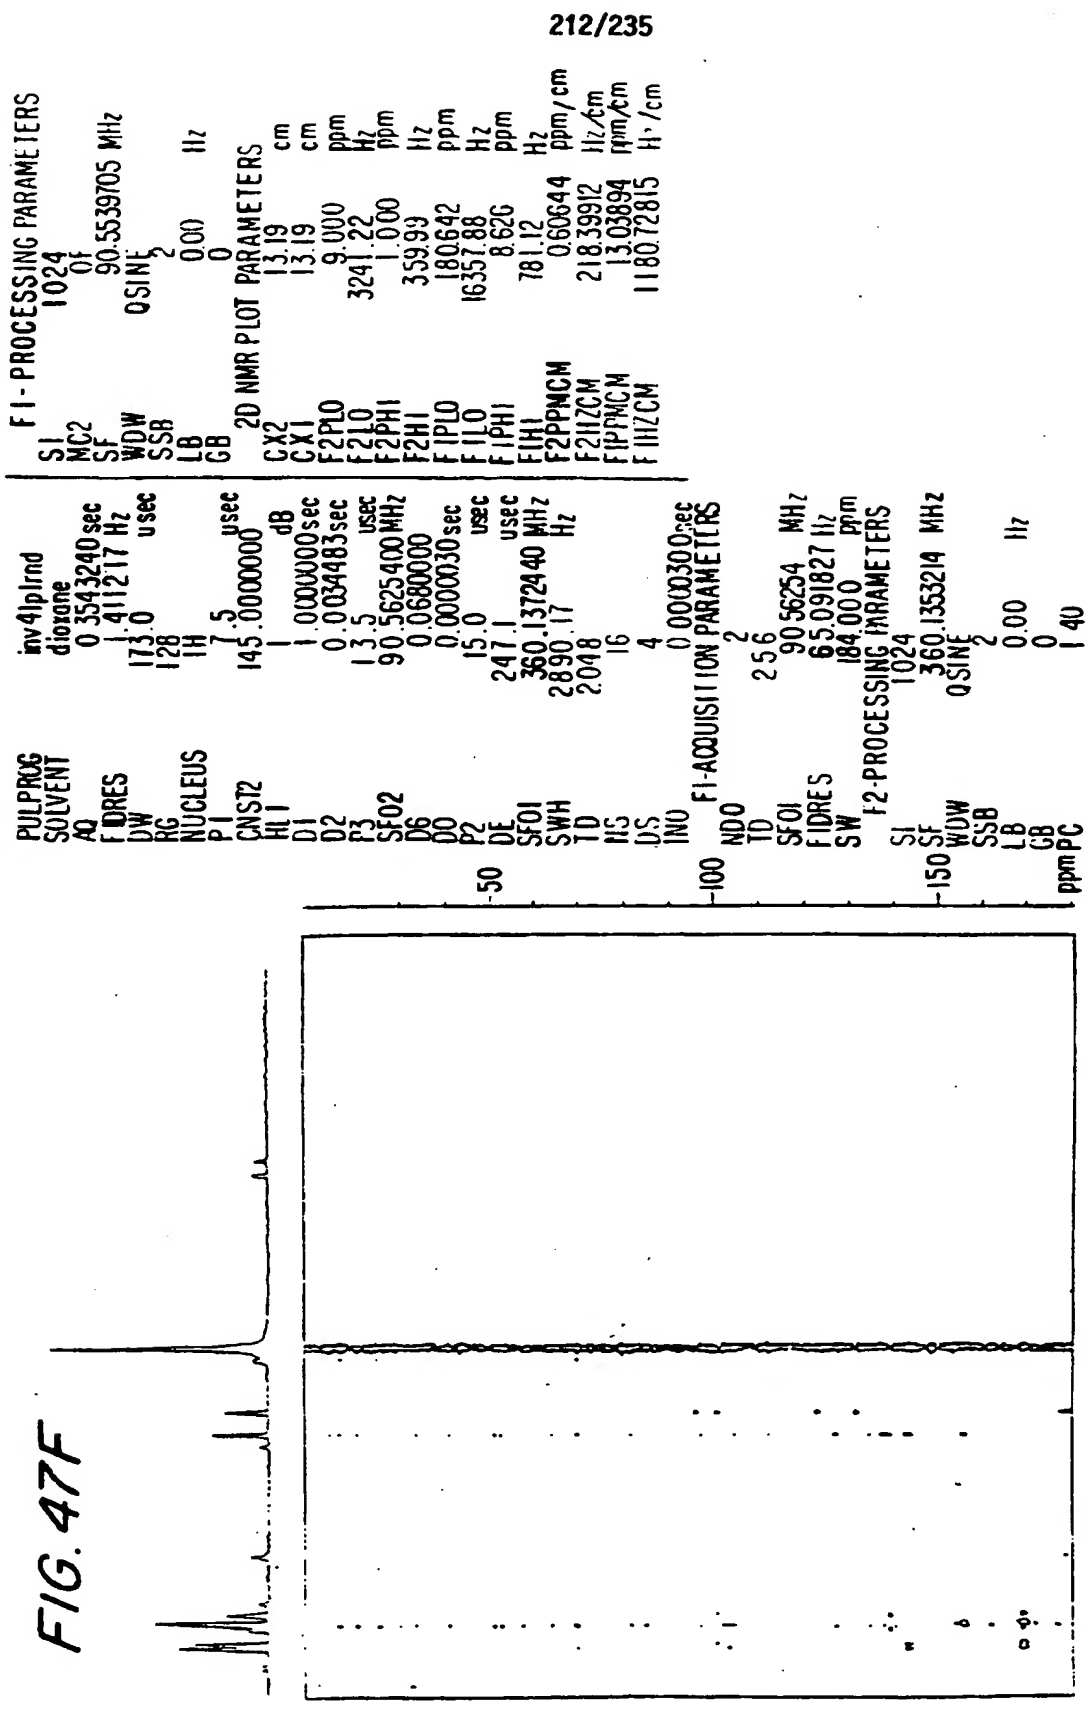 212/235
FIG. 47F
PULPROG inv4lplrnd
SOLVENT dioxane
AQ 0.3543240 sec
FIDRES 1.411217 Hz
DW 173.0 usec
RG 128
NUCLEUS 1H
P1 7.5 usec
CNST2 145.0000000
HL1 1 dB
D1 1.0000000 sec
D2 0.0034483 sec
P3 13.5 usec
SFO2 90.5625400 MHz
D6 0.0680000
D0 0.0000030 sec
P2 15.0 usec
DE 247.1 usec
SFO1 360.1372440 MHz
SWH 2890.17 Hz
TD 2048
NS 16
DS 4
IN0 0.0000300 sec
F1-ACQUISITION PARAMETERS
ND0 2
TD 256
SFO1 90.56254 MHz
FIDRES 65.091827 Hz
SW 184.000 ppm
F2-PROCESSING PARAMETERS
SI 1024
SF 360.1353214 MHz
WDW QSINE
SSB 2
LB 0.00 Hz
GB 0
PC 1.40
F1-PROCESSING PARAMETERS
SI 1024
MC2 QF
SF 90.5539705 MHz
WDW QSINE
SSB 2
LB 0.00 Hz
GB 0
2D NMR PLOT PARAMETERS
CX2 13.19 cm
CX1 13.19 cm
F2PLO 9.000 ppm
F2LO 3241.22 Hz
F2PHI 1.000 ppm
F2HI 359.99 Hz
F1PLO 180.642 ppm
F1LO 16357.88 Hz
F1PHI 8.626 ppm
F1HI 781.12 Hz
F2PPMCM 0.60644 ppm/cm
F2HZCM 218.39912 Hz/cm
F1PPMCM 13.03894 ppm/cm
F1HZCM 1180.72815 Hz/cm
-50
-100
-150
ppm